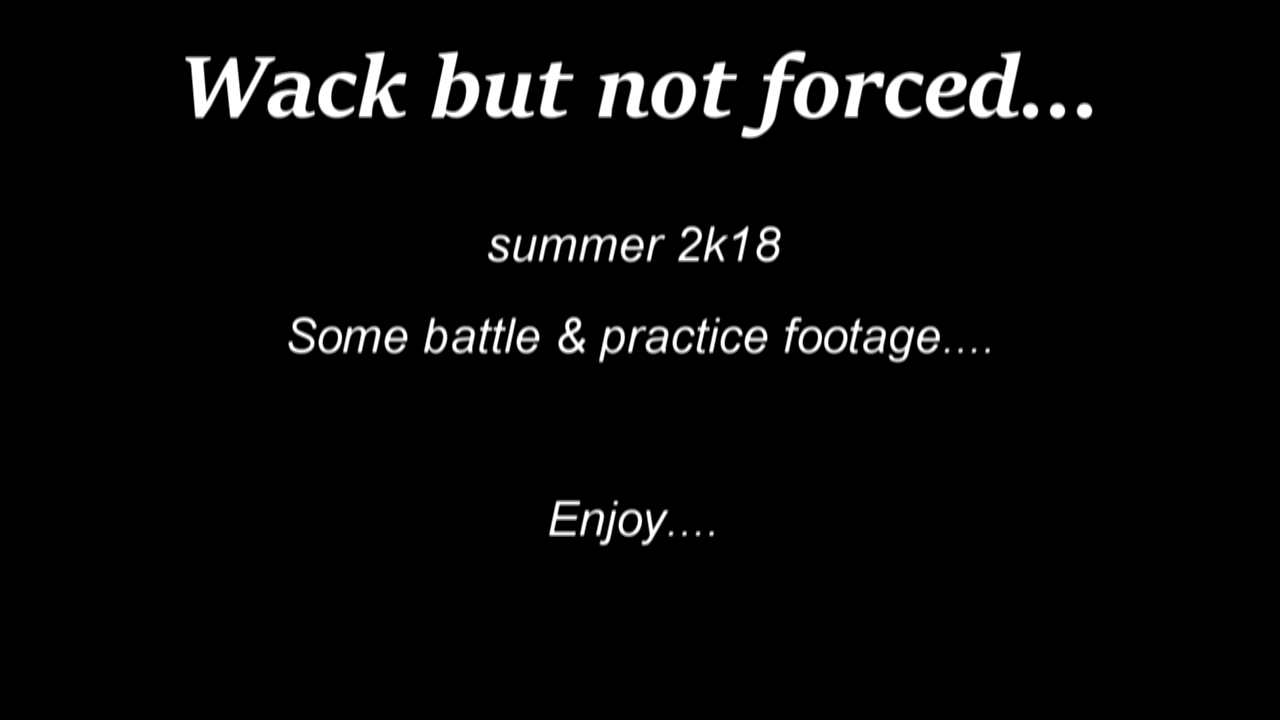 Wack but not forced...
summer 2k18
Some battle & practice footage....
Enjoy....